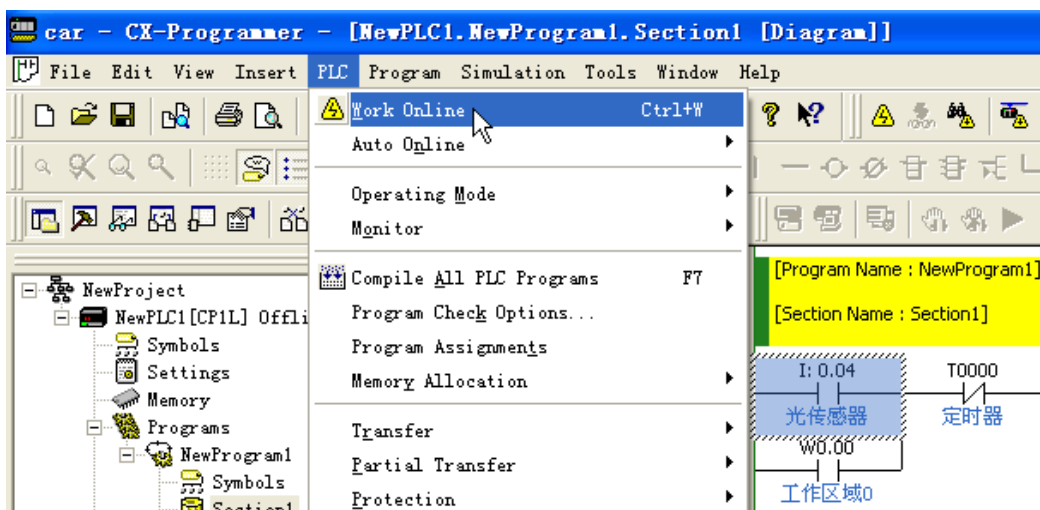 car - CX-Programmer - [NewPLC1.NewProgram1.Section1 [Diagram]]
File Edit View Insert PLC Program Simulation Tools Window Help
Work Online Ctrl+W
Auto Online
Operating Mode
Monitor
Compile All PLC Programs F7
Program Check Options...
Program Assignments
Memory Allocation
Transfer
Partial Transfer
Protection
NewProject
NewPLC1[CP1L] Offli
Symbols
Settings
Memory
Programs
NewProgram1
Symbols
Section1
[Program Name : NewProgram1]
[Section Name : Section1]
I: 0.04 T0000
光传感器 定时器
W0.00
工作区域0